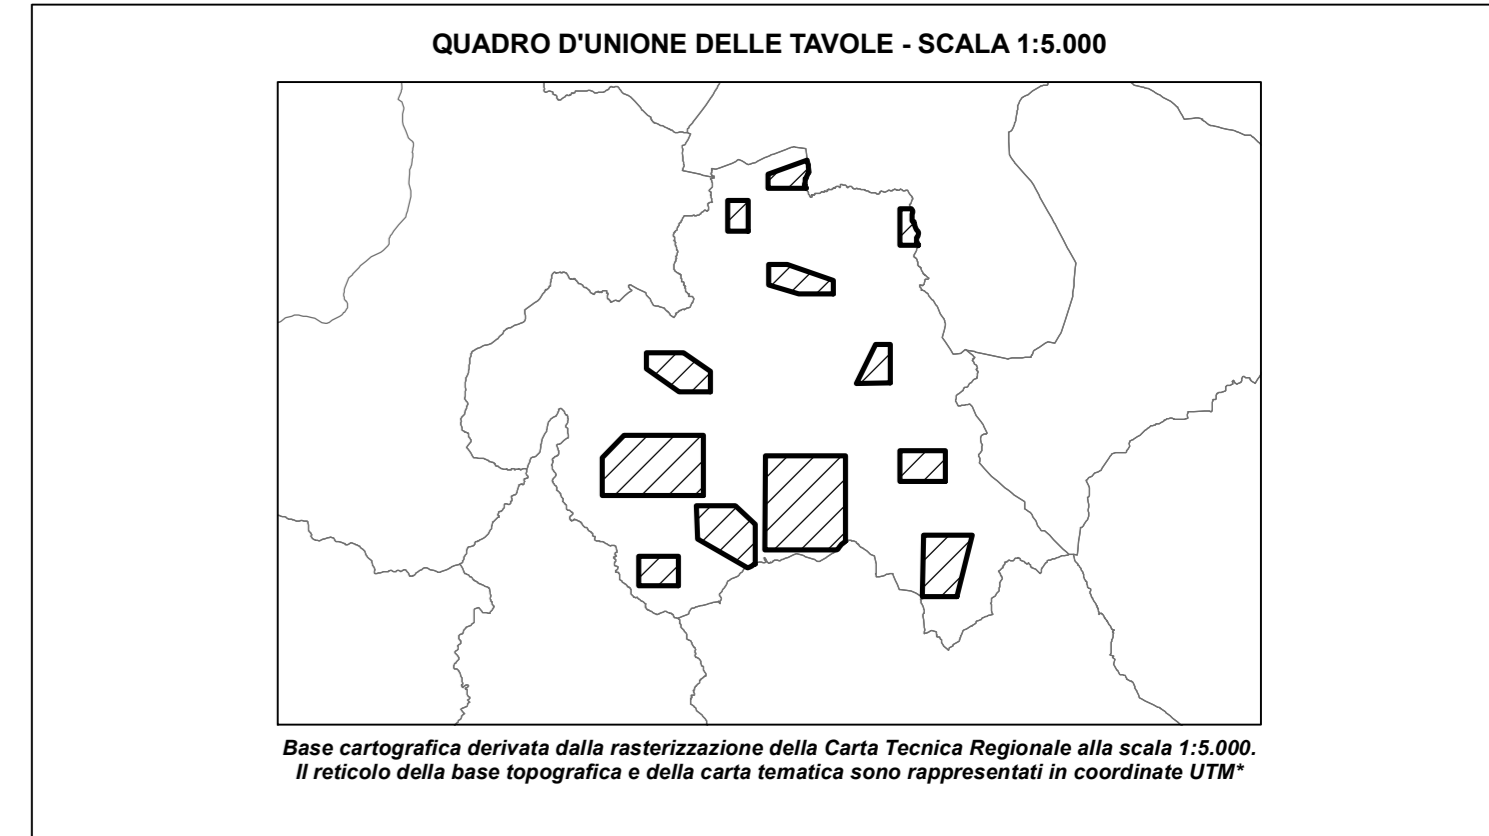 QUADRO D'UNIONE DELLE TAVOLE - SCALA 1:5.000
Base cartografica derivata dalla rasterizzazione della Carta Tecnica Regionale alla scala 1:5.000.
Il reticolo della base topografica e della carta tematica sono rappresentati in coordinate UTM*